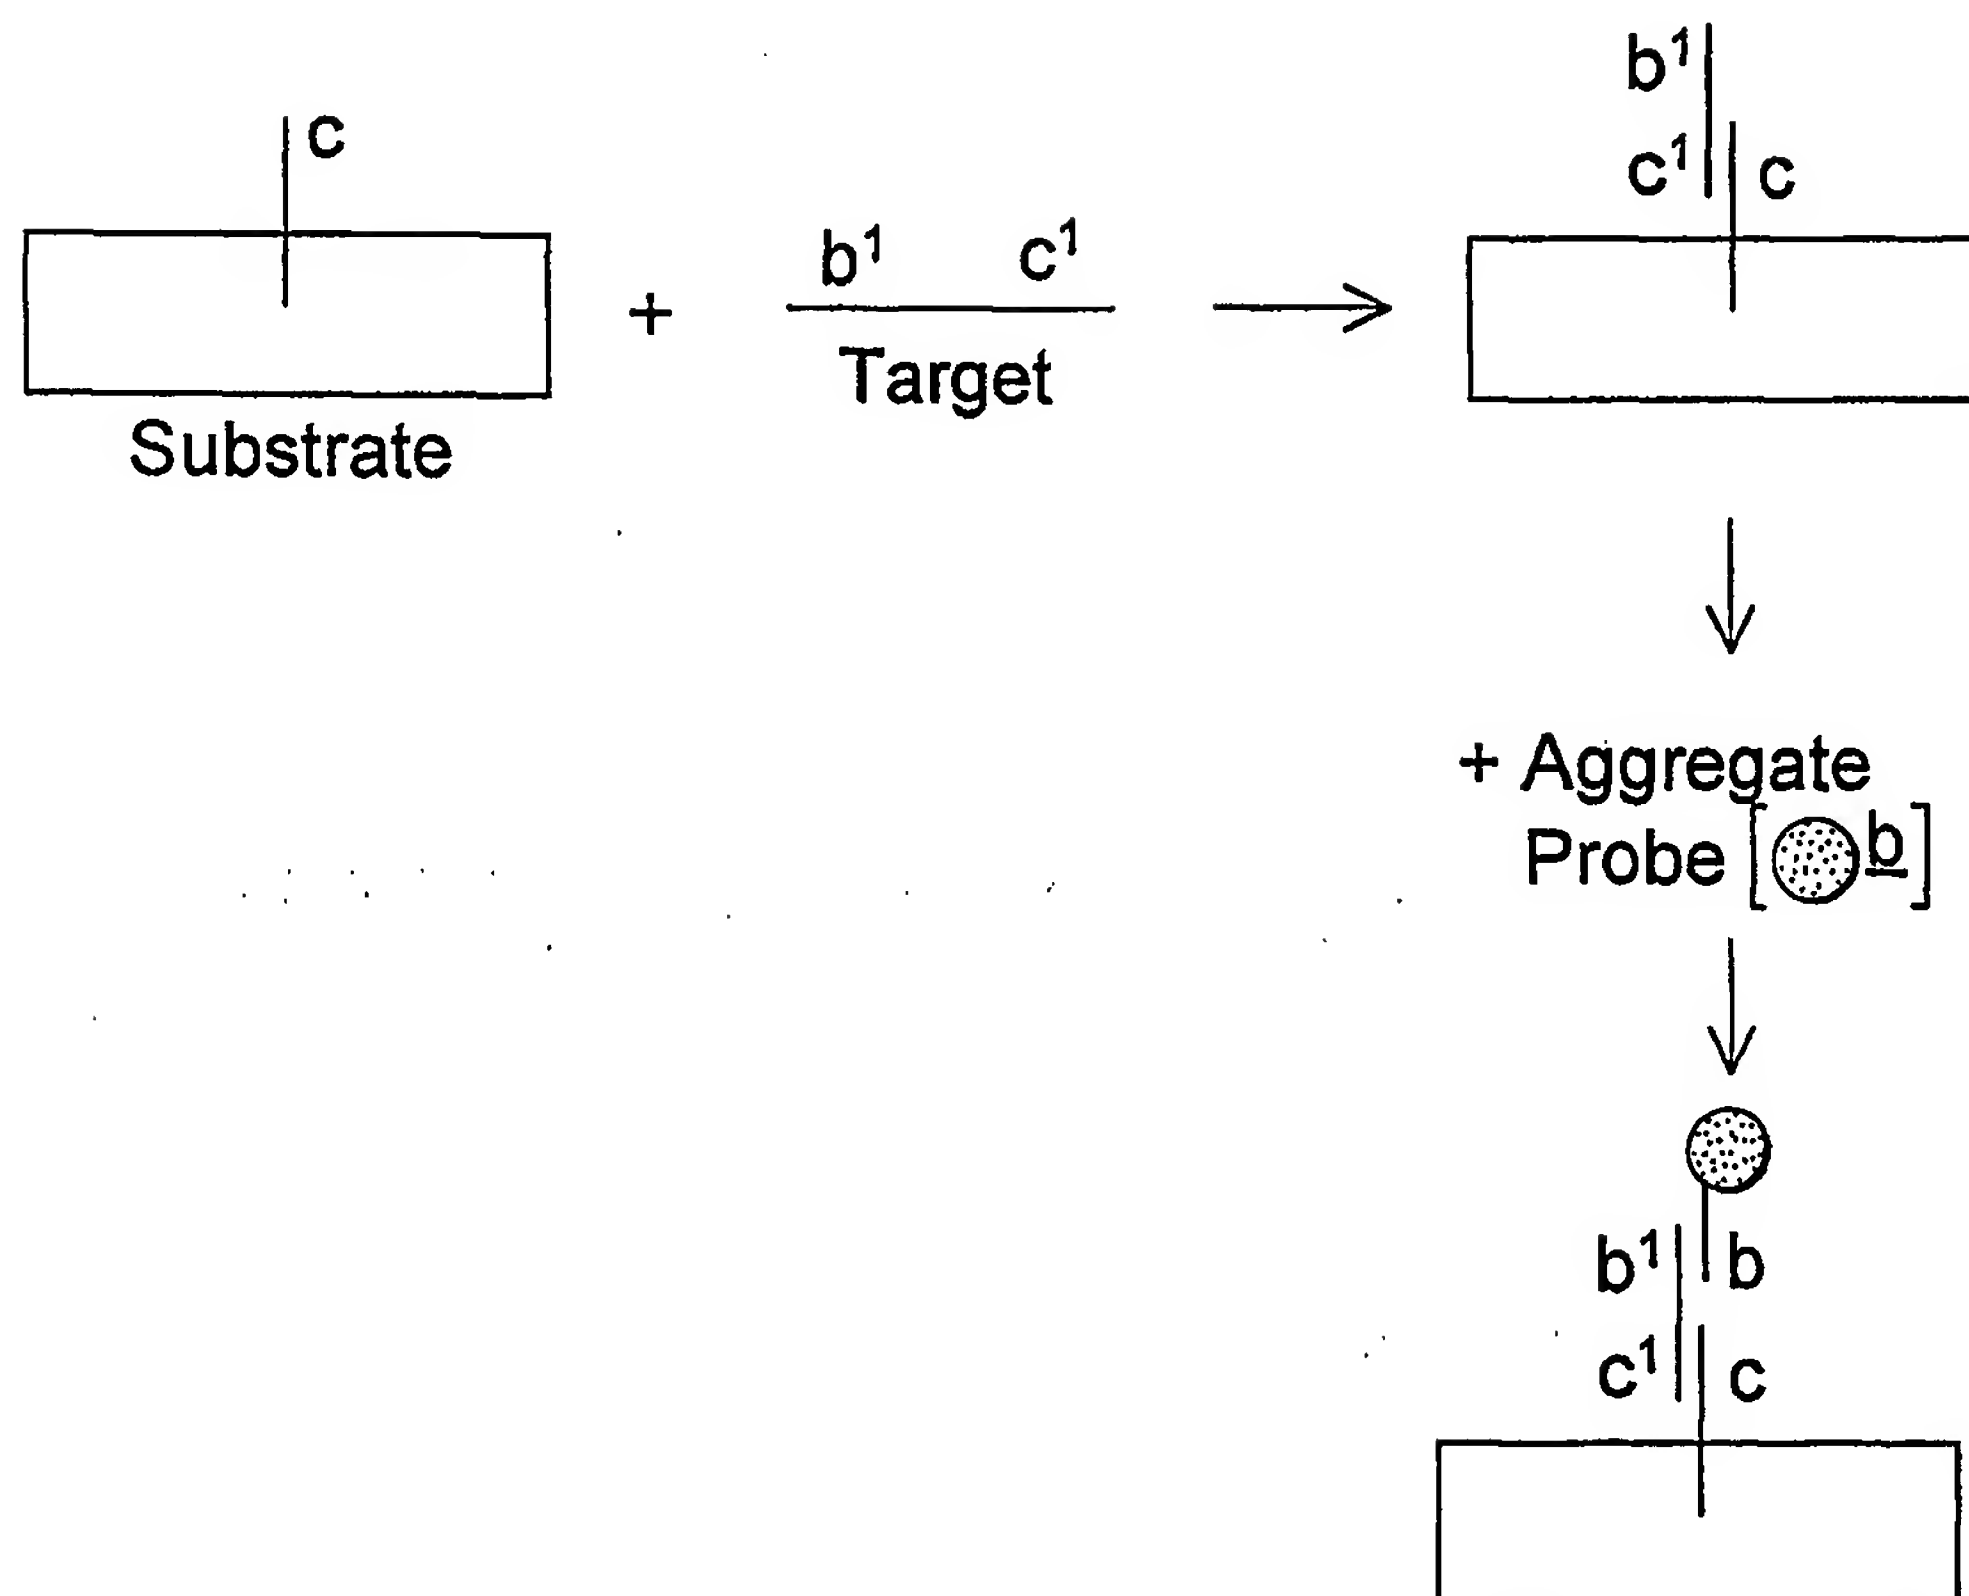 c
Substrate
+
b¹ c¹
Target
b¹
c¹ c
+ Aggregate
Probe [ b]
b¹ b
c¹ c